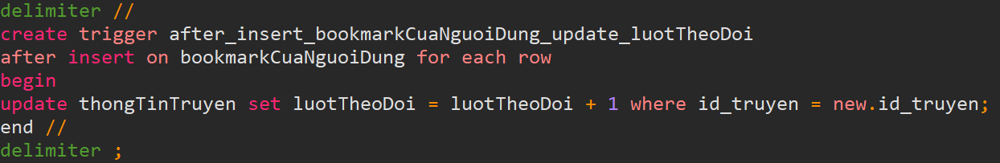 delimiter //
create trigger after_insert_bookmarkCuaNguoiDung_update_luotTheoDoi
after insert on bookmarkCuaNguoiDung for each row
begin
update thongTinTruyen set luotTheoDoi = luotTheoDoi + 1 where id_truyen = new.id_truyen;
end //
delimiter ;